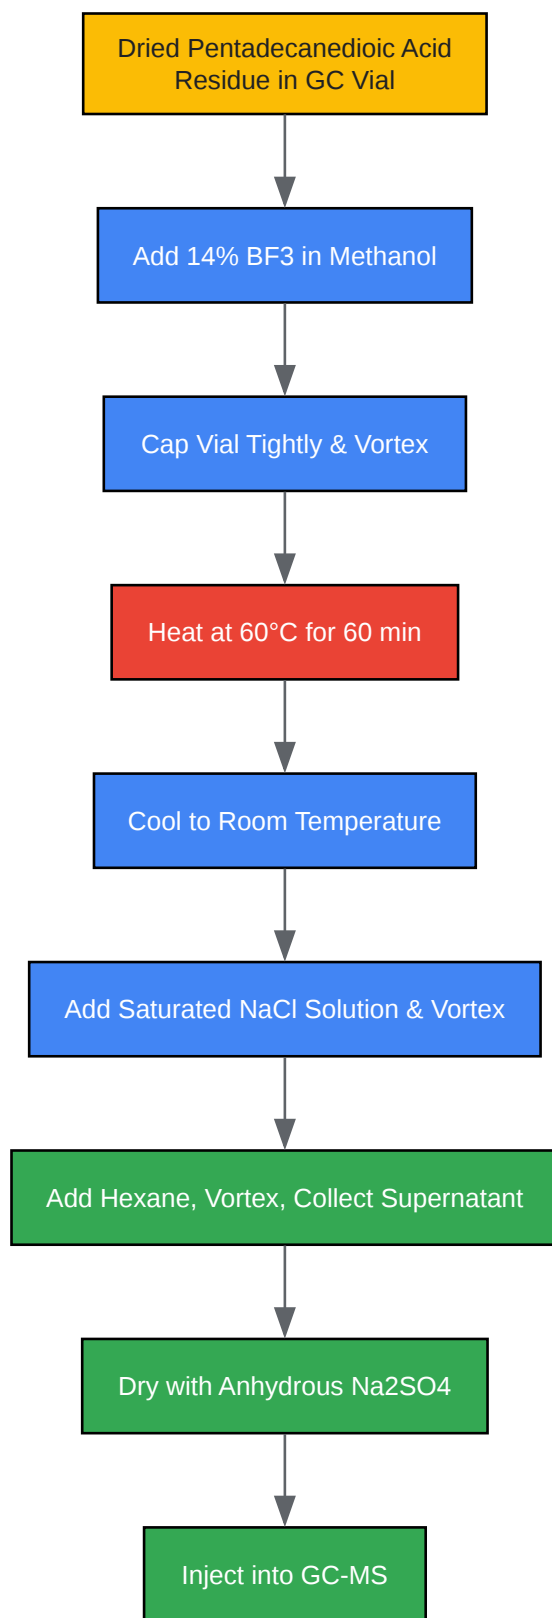 Dried Pentadecanedioic Acid
Residue in GC Vial
Add 14% BF3 in Methanol
Cap Vial Tightly & Vortex
Heat at 60°C for 60 min
Cool to Room Temperature
Add Saturated NaCl Solution & Vortex
Add Hexane, Vortex, Collect Supernatant
Dry with Anhydrous Na2SO4
Inject into GC-MS